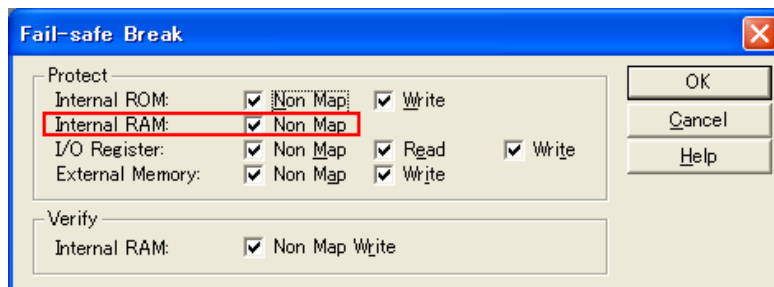 Fail-safe Break
Protect
Internal ROM: Non Map Write
Internal RAM: Non Map
I/O Register: Non Map Read Write
External Memory: Non Map Write
Verify
Internal RAM: Non Map Write
OK
Cancel
Help